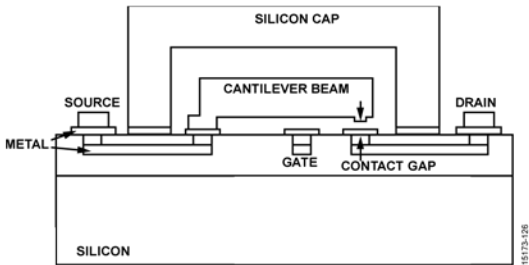 SILICON CAP
CANTILEVER BEAM
SOURCE
DRAIN
METAL
GATE
CONTACT GAP
SILICON
15173-126